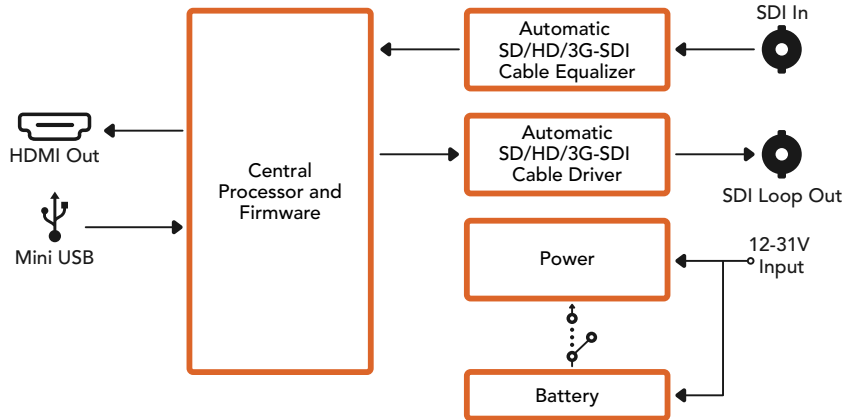 SDI In
Automatic
SD/HD/3G-SDI
Cable Equalizer
HDMI Out
Central
Processor and
Firmware
Automatic
SD/HD/3G-SDI
Cable Driver
SDI Loop Out
Mini USB
Power
12-31V
Input
Battery